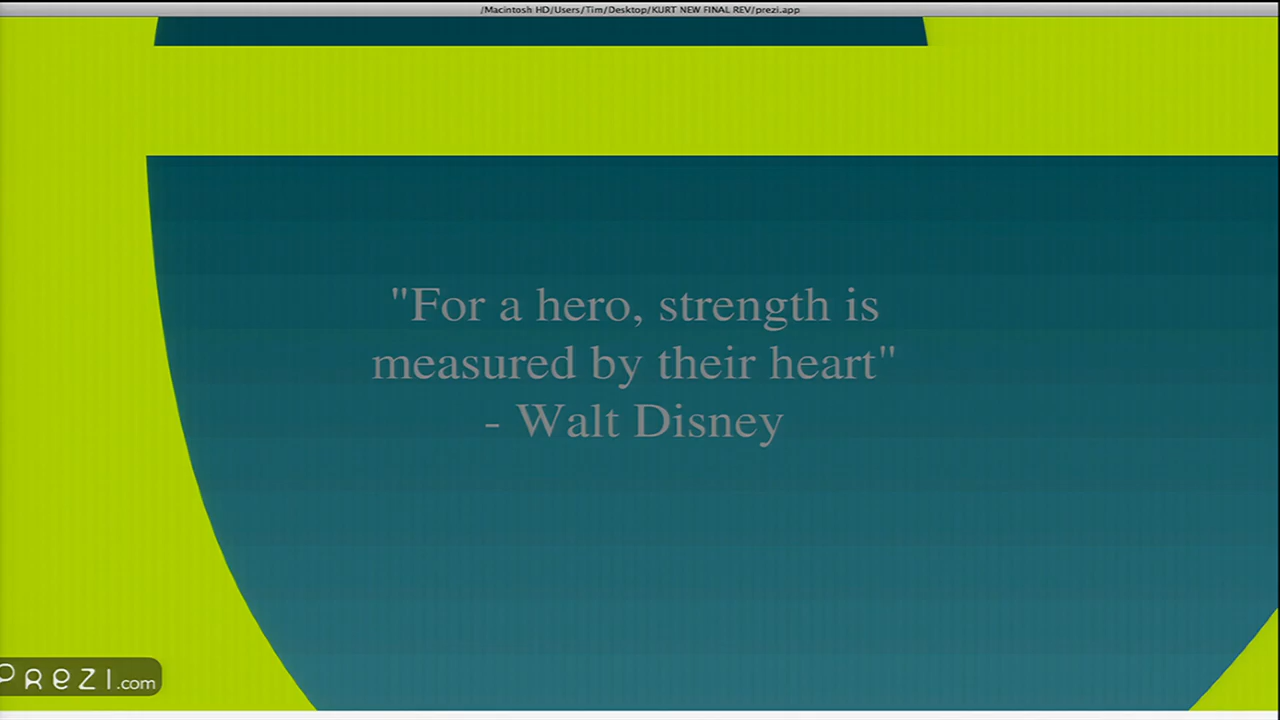 /Macintosh HD/Users/Tim/Desktop/KURT NEW FINAL REV/prezi.app
"For a hero, strength is
measured by their heart"
- Walt Disney
PREZI.com